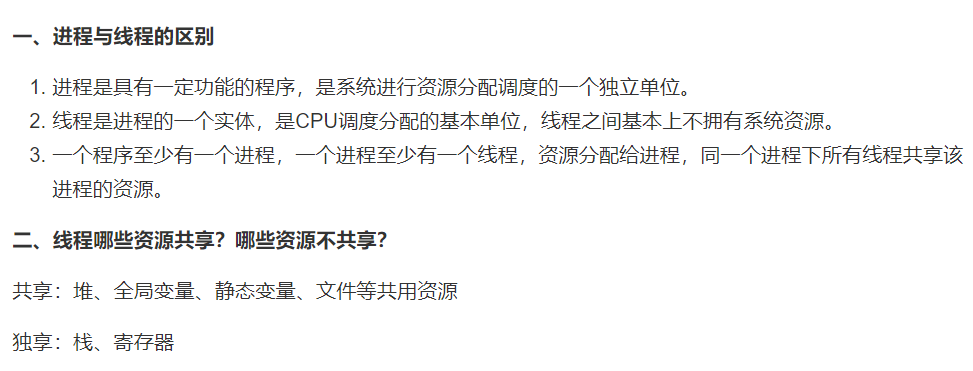 一、进程与线程的区别
1. 进程是具有一定功能的程序，是系统进行资源分配调度的一个独立单位。
2. 线程是进程的一个实体，是CPU调度分配的基本单位，线程之间基本上不拥有系统资源。
3. 一个程序至少有一个进程，一个进程至少有一个线程，资源分配给进程，同一个进程下所有线程共享该
进程的资源。
二、线程哪些资源共享？哪些资源不共享？
共享：堆、全局变量、静态变量、文件等共用资源
独享：栈、寄存器